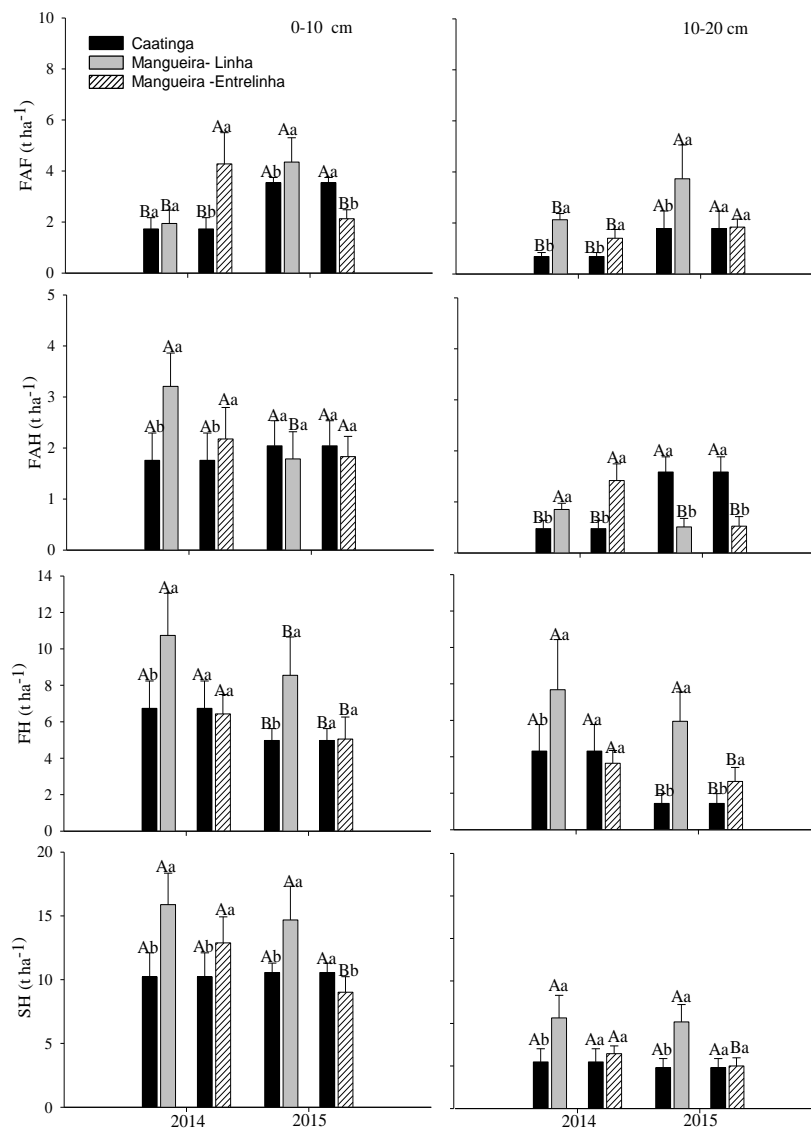 0-10 cm
10-20 cm
Caatinga
Mangueira- Linha
Mangueira -Entrelinha
FAF (t ha-1)
10
8
6
4
2
0
Ba Ba Bb Aa Ab Aa Aa Bb
Bb Ba Bb Ba Ab Aa Aa Aa
FAH (t ha-1)
5
4
3
2
1
0
Ab Aa Ab Aa Aa Ba Aa Aa
Bb Aa Bb Aa Aa Bb Aa Bb
FH (t ha-1)
14
12
10
8
6
4
2
0
Ab Aa Aa Aa Bb Ba Ba Ba
Ab Aa Aa Aa Bb Aa Bb Ba
SH (t ha-1)
20
15
10
5
0
Ab Aa Ab Aa Ab Aa Aa Bb
Ab Aa Aa Aa Ab Aa Aa Ba
2014 2015
2014 2015